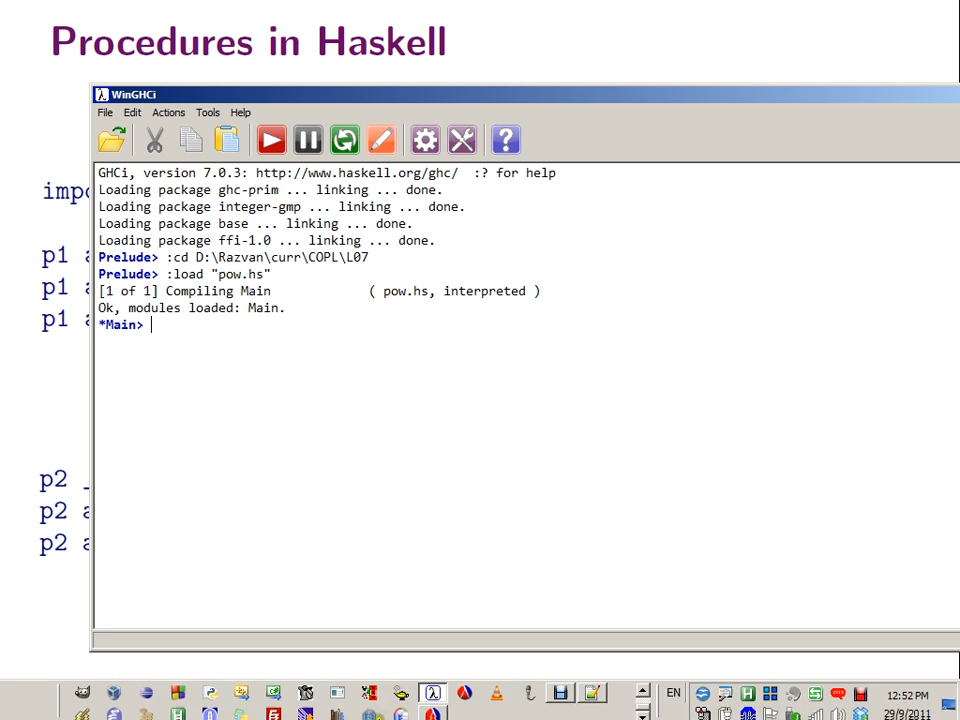 Procedures in Haskell
WinGHCi
File Edit Actions Tools Help
GHCi, version 7.0.3: http://www.haskell.org/ghc/  :? for help
Loading package ghc-prim ... linking ... done.
Loading package integer-gmp ... linking ... done.
Loading package base ... linking ... done.
Loading package ffi-1.0 ... linking ... done.
Prelude> :cd D:\Razvan\curr\COPL\L07
Prelude> :load "pow.hs"
[1 of 1] Compiling Main             ( pow.hs, interpreted )
Ok, modules loaded: Main.
*Main>
p1
p1
p1
p2 _
p2
p2
EN
12:52 PM
29/9/2011